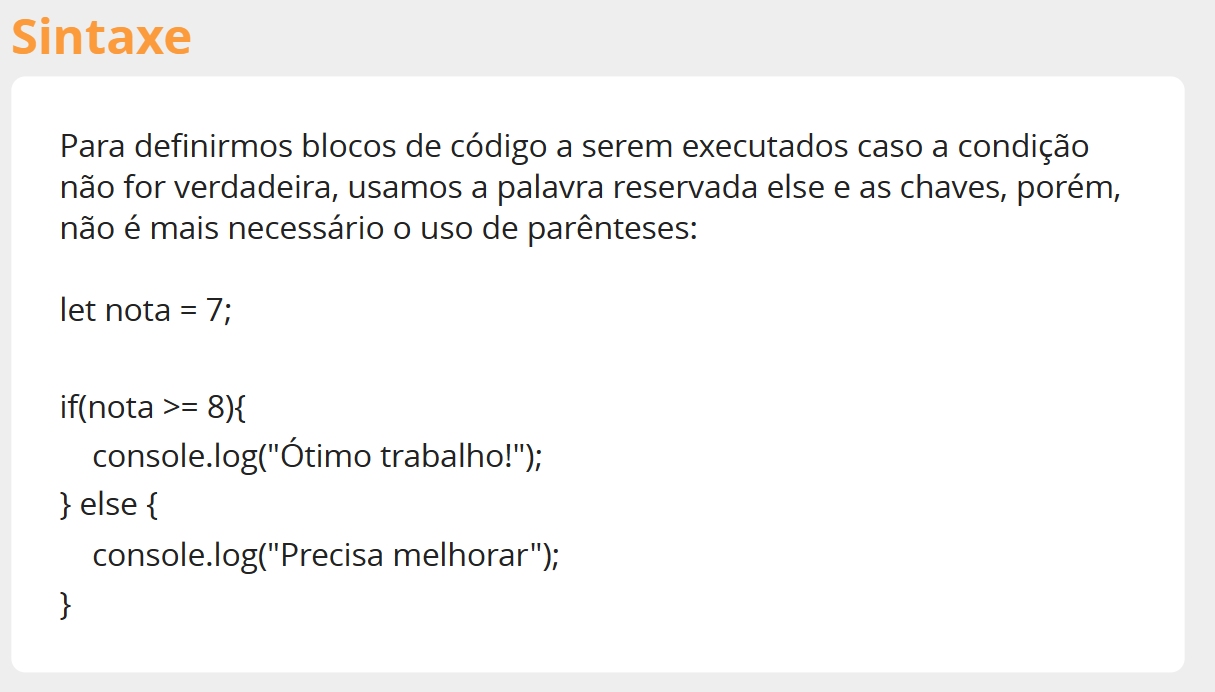 Sintaxe
Para definirmos blocos de código a serem executados caso a condição
não for verdadeira, usamos a palavra reservada else e as chaves, porém,
não é mais necessário o uso de parênteses:
let nota = 7;
if(nota >= 8){
    console.log("Ótimo trabalho!");
} else {
    console.log("Precisa melhorar");
}